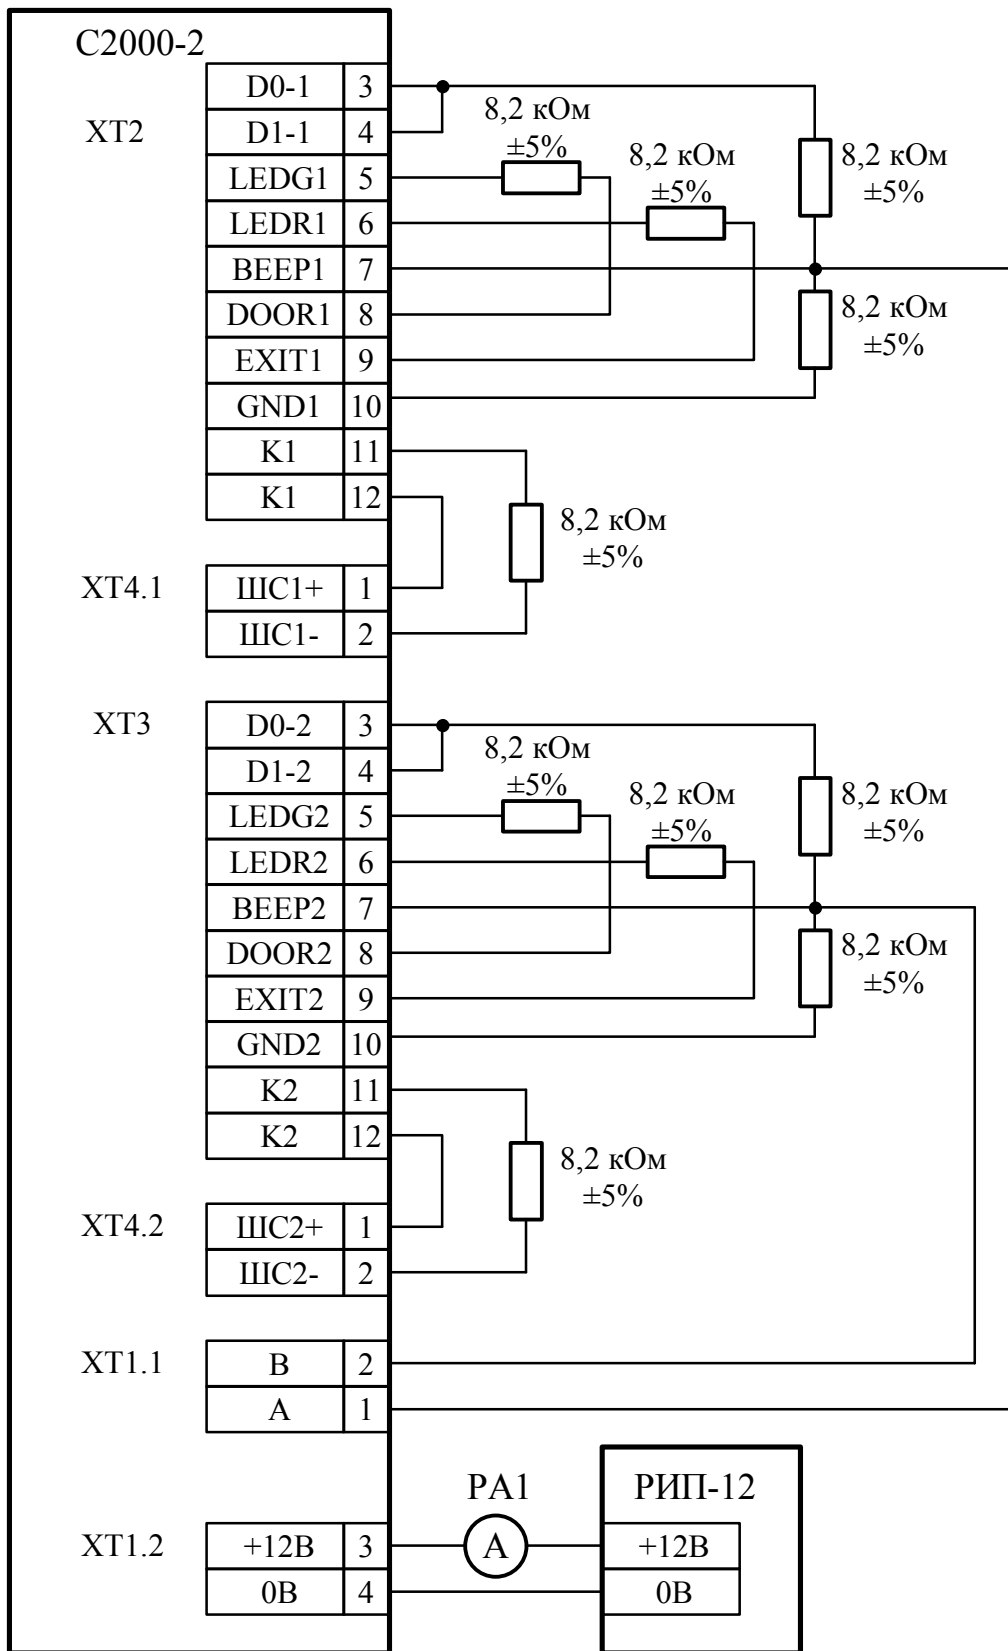 С2000-2
XT2
D0-1 3
D1-1 4
LEDG1 5
LEDR1 6
BEEP1 7
DOOR1 8
EXIT1 9
GND1 10
K1 11
K1 12
8,2 кОм
±5%
8,2 кОм
±5%
8,2 кОм
±5%
8,2 кОм
±5%
8,2 кОм
±5%
XT4.1
ШС1+ 1
ШС1- 2
XT3
D0-2 3
D1-2 4
LEDG2 5
LEDR2 6
BEEP2 7
DOOR2 8
EXIT2 9
GND2 10
K2 11
K2 12
8,2 кОм
±5%
8,2 кОм
±5%
8,2 кОм
±5%
8,2 кОм
±5%
8,2 кОм
±5%
XT4.2
ШС2+ 1
ШС2- 2
XT1.1
B 2
A 1
XT1.2
+12В 3
0В 4
PA1
A
РИП-12
+12В
0В